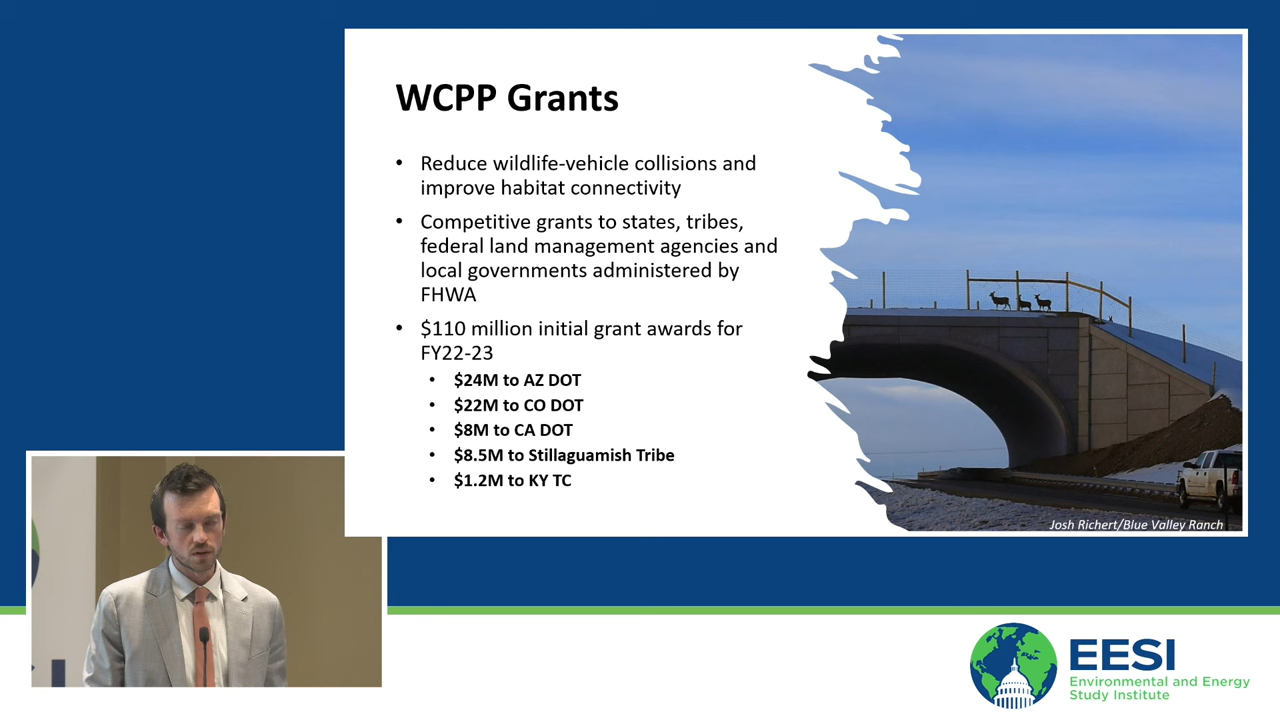 WCPP Grants
• Reduce wildlife-vehicle collisions and
improve habitat connectivity
• Competitive grants to states, tribes,
federal land management agencies and
local governments administered by
FHWA
• $110 million initial grant awards for
FY22-23
• $24M to AZ DOT
• $22M to CO DOT
• $8M to CA DOT
• $8.5M to Stillaguamish Tribe
• $1.2M to KY TC
Josh Richert/Blue Valley Ranch
EESI
Environmental and Energy
Study Institute